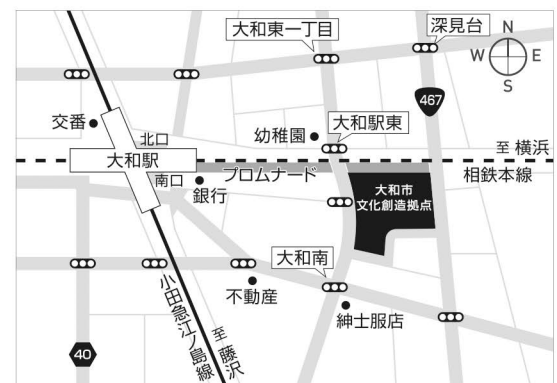 大和東一丁目
深見台
N
W
E
S
467
交番
北口
幼稚園
大和駅東
至 横浜
大和駅
プロムナード
相鉄本線
南口
銀行
大和市
文化創造拠点
大和南
不動産
紳士服店
小田急江ノ島線
至 藤沢
40